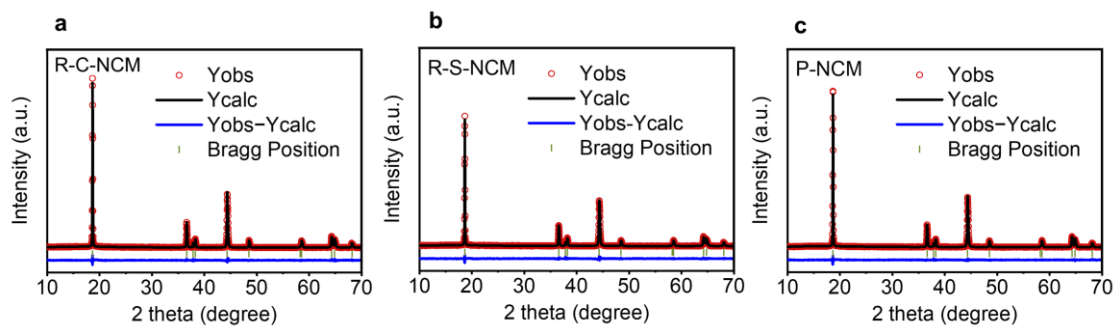 a
R-C-NCM
Yobs
Ycalc
Yobs−Ycalc
Bragg Position
Intensity (a.u.)
10 20 30 40 50 60 70
2 theta (degree)
b
R-S-NCM
Yobs
Ycalc
Yobs-Ycalc
Bragg Position
Intensity (a.u.)
10 20 30 40 50 60 70
2 theta (degree)
c
P-NCM
Yobs
Ycalc
Yobs-Ycalc
Bragg Position
Intensity (a.u.)
10 20 30 40 50 60 70
2 theta (degree)